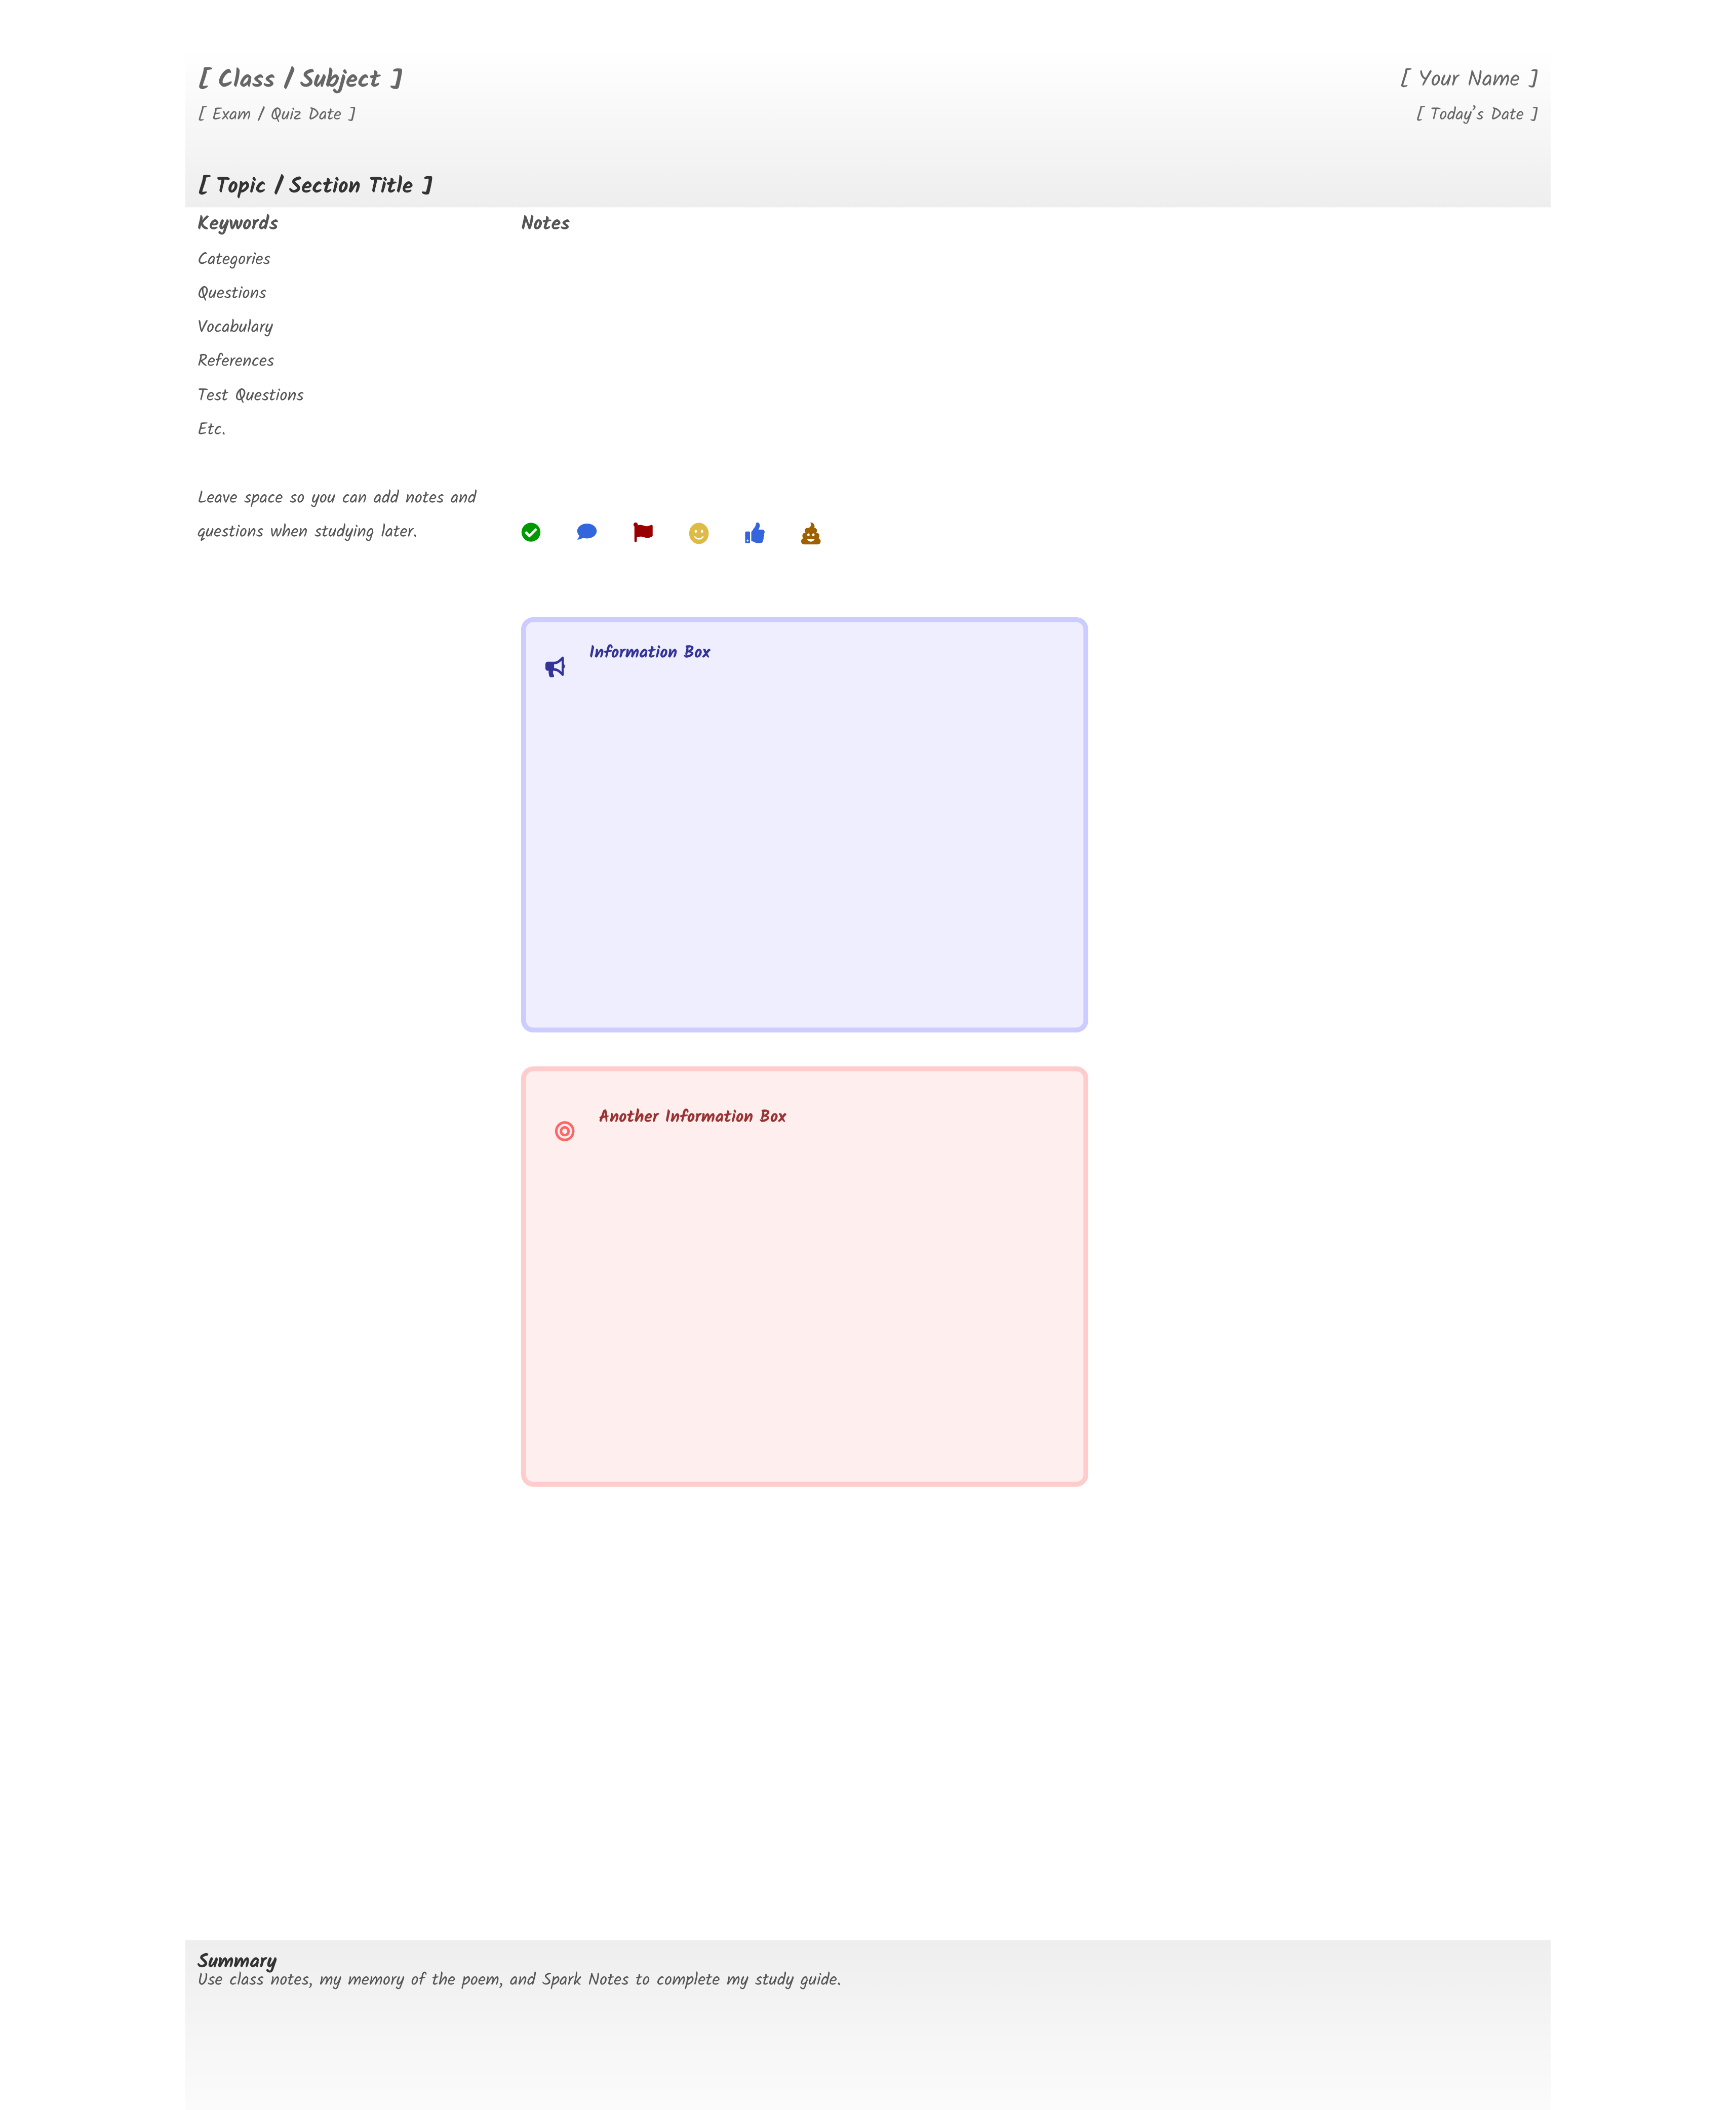 [ Class / Subject ]
[ Your Name ]
[ Exam / Quiz Date ]
[ Today's Date ]
[ Topic / Section Title ]
Keywords
Notes
Categories
Questions
Vocabulary
References
Test Questions
Etc.
Leave space so you can add notes and
questions when studying later.
Information Box
Another Information Box
Summary
Use class notes, my memory of the poem, and Spark Notes to complete my study guide.